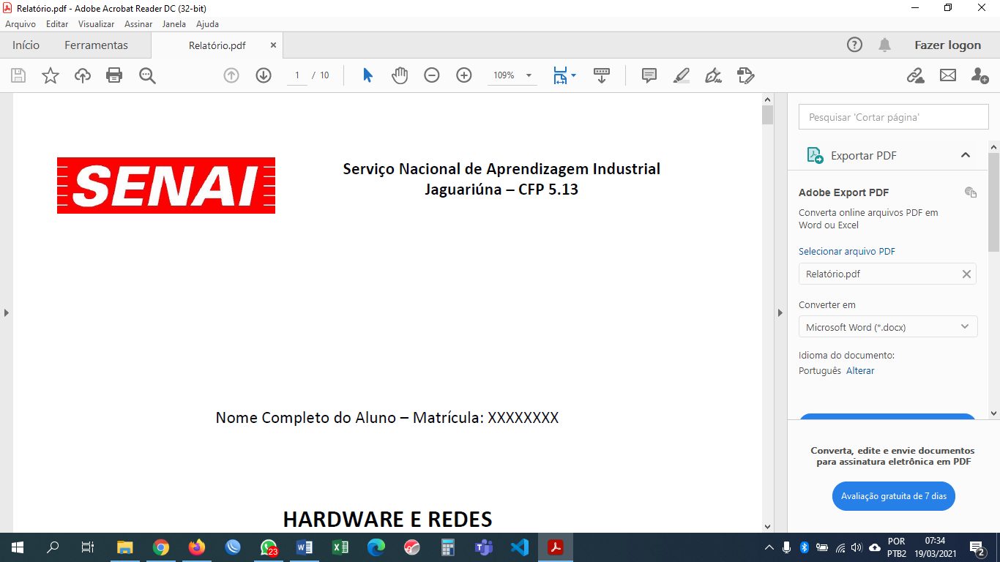 Relatório.pdf - Adobe Acrobat Reader DC (32-bit)
Arquivo Editar Visualizar Assinar Janela Ajuda
Início Ferramentas Relatório.pdf Fazer logon
1 / 10 109%
Pesquisar 'Cortar página'
SENAI
Serviço Nacional de Aprendizagem Industrial
Jaguariúna – CFP 5.13
Nome Completo do Aluno – Matrícula: XXXXXXXX
HARDWARE E REDES
Exportar PDF
Adobe Export PDF
Converta online arquivos PDF em
Word ou Excel
Selecionar arquivo PDF
Relatório.pdf
Converter em
Microsoft Word (*.docx)
Idioma do documento:
Português Alterar
Converta, edite e envie documentos
para assinatura eletrônica em PDF
Avaliação gratuita de 7 dias
23
POR
PTB2
07:34
19/03/2021
2